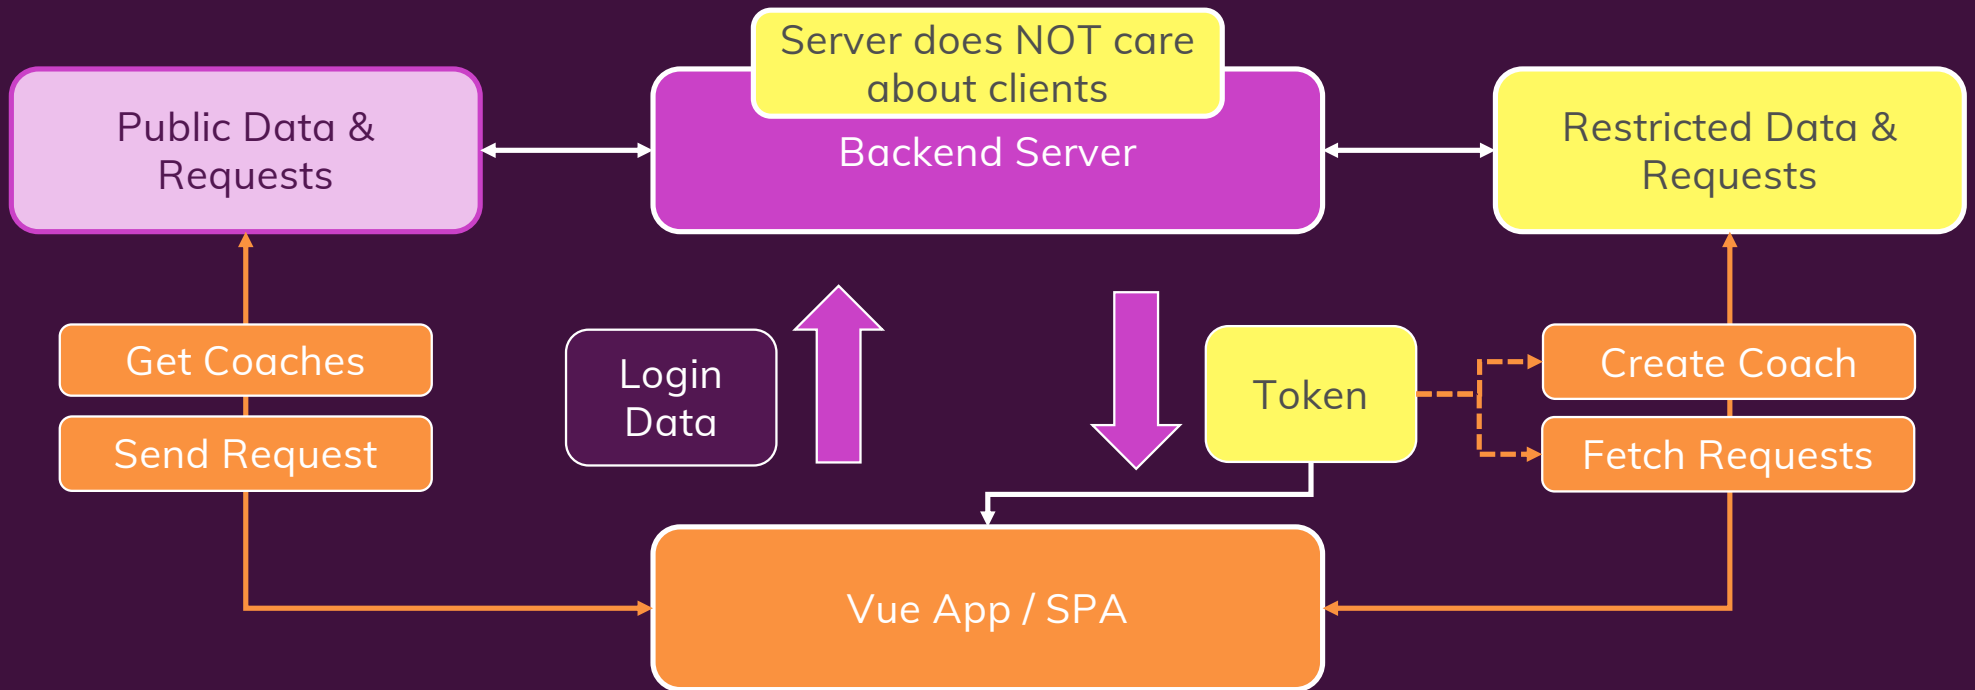 Server does NOT care
about clients
Public Data &
Requests
Backend Server
Restricted Data &
Requests
Get Coaches
Send Request
Login
Data
Token
Create Coach
Fetch Requests
Vue App / SPA